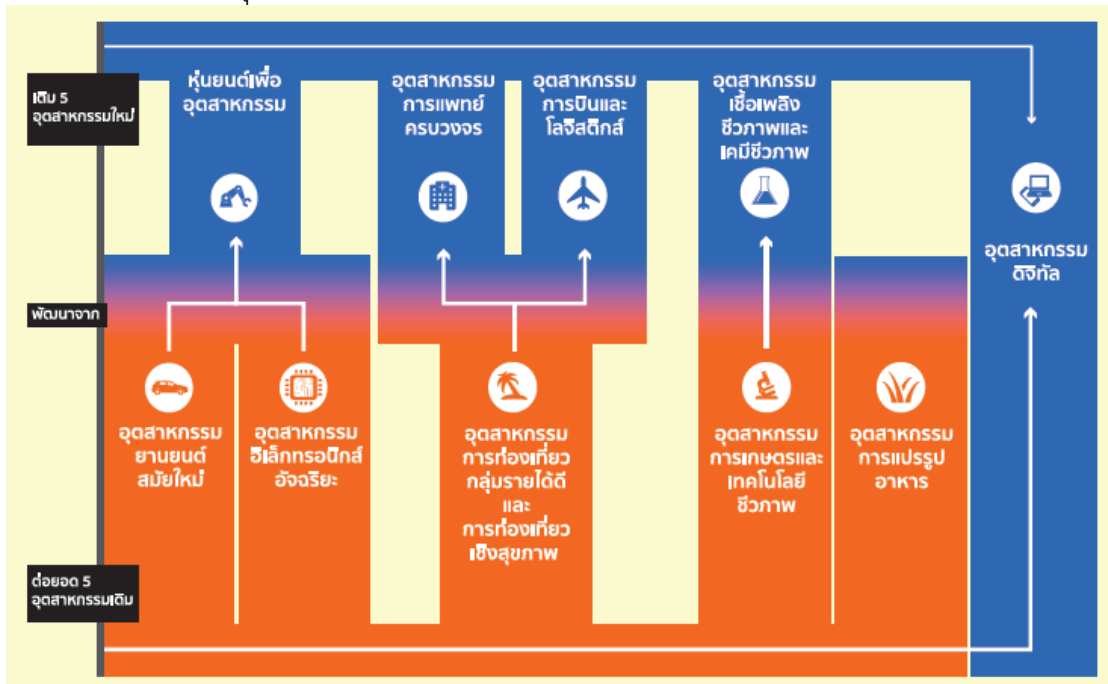 เติม 5
อุตสาหกรรมใหม่
หุ่นยนต์เพื่อ
อุตสาหกรรม
อุตสาหกรรม
การแพทย์
ครบวงจร
อุตสาหกรรม
การบินและ
โลจิสติกส์
อุตสาหกรรม
เชื้อเพลิง
ชีวภาพและ
เคมีชีวภาพ
อุตสาหกรรม
ดิจิทัล
พัฒนาจาก
อุตสาหกรรม
ยานยนต์
สมัยใหม่
อุตสาหกรรม
อิเล็กทรอนิกส์
อัจฉริยะ
อุตสาหกรรม
การท่องเที่ยว
กลุ่มรายได้ดี
และ
การท่องเที่ยว
เชิงสุขภาพ
อุตสาหกรรม
การเกษตรและ
เทคโนโลยี
ชีวภาพ
อุตสาหกรรม
การแปรรูป
อาหาร
ต่อยอด 5
อุตสาหกรรมเดิม